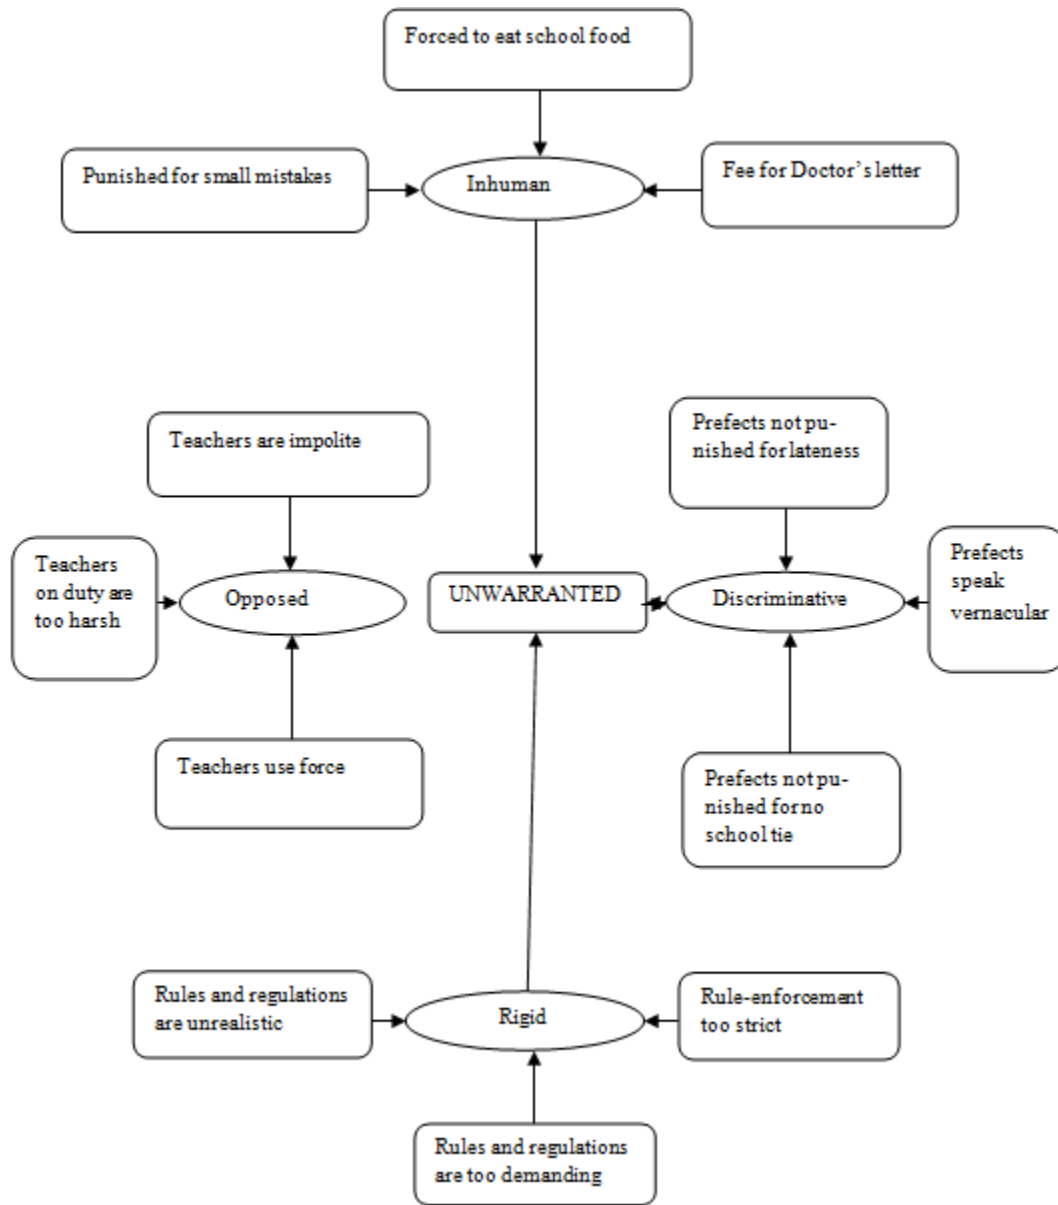 Forced to eat school food
Punished for small mistakes
Inhuman
Fee for Doctor’s letter
Teachers are impolite
Prefects not pu-
nished for lateness
Teachers
on duty are
too harsh
Opposed
UNWARRANTED
Discriminative
Prefects
speak
vernacular
Teachers use force
Prefects not pu-
nished for no
school tie
Rules and regulations
are unrealistic
Rigid
Rule-enforcement
too strict
Rules and regulations
are too demanding